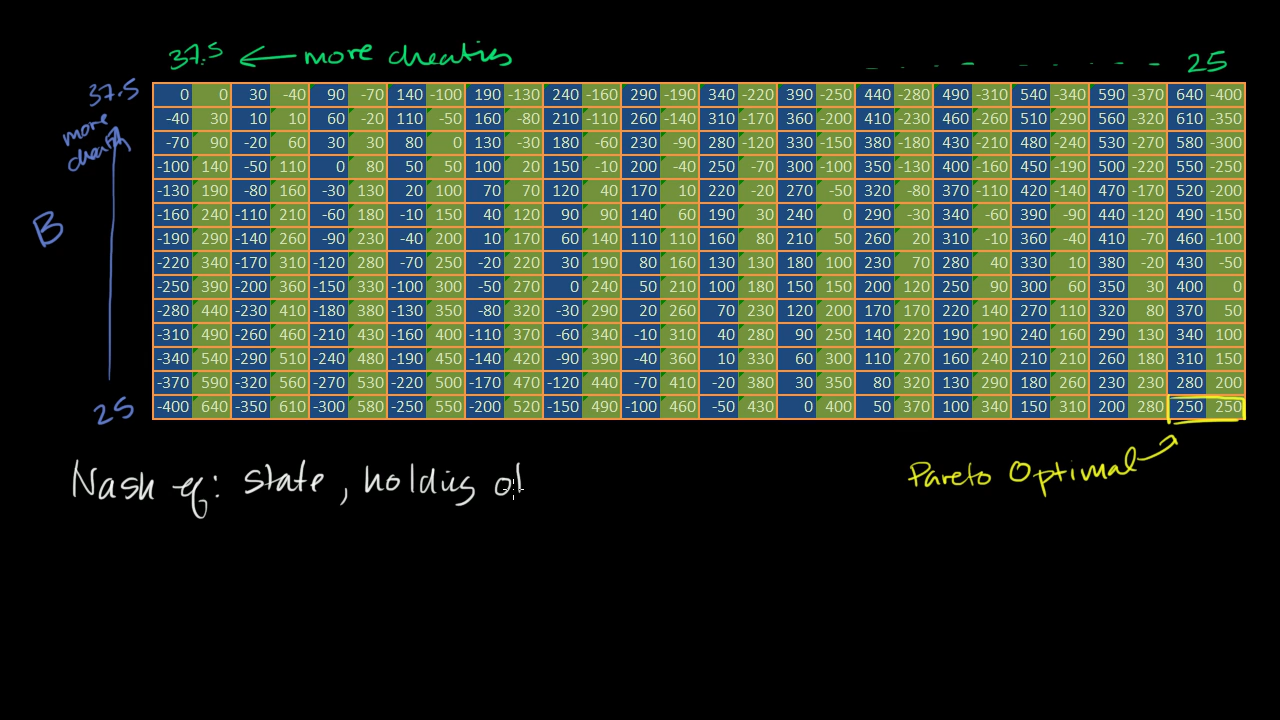 37.5 ← more cheating 25
37.5 0 0 30 -40 90 -70 140 -100 190 -130 240 -160 290 -190 340 -220 390 -250 440 -280 490 -310 540 -340 590 -370 640 -400
more -40 30 10 10 60 -20 110 -50 160 -80 210 -110 260 -140 310 -170 360 -200 410 -230 460 -260 510 -290 560 -320 610 -350
cheating -70 90 -20 60 30 30 80 0 130 -30 180 -60 230 -90 280 -120 330 -150 380 -180 430 -210 480 -240 530 -270 580 -300
-100 140 -50 110 0 80 50 50 100 20 150 -10 200 -40 250 -70 300 -100 350 -130 400 -160 450 -190 500 -220 550 -250
-130 190 -80 160 -30 130 20 100 70 70 120 40 170 10 220 -20 270 -50 320 -80 370 -110 420 -140 470 -170 520 -200
B -160 240 -110 210 -60 180 -10 150 40 120 90 90 140 60 190 30 240 0 290 -30 340 -60 390 -90 440 -120 490 -150
-190 290 -140 260 -90 230 -40 200 10 170 60 140 110 110 160 80 210 50 260 20 310 -10 360 -40 410 -70 460 -100
-220 340 -170 310 -120 280 -70 250 -20 220 30 190 80 160 130 130 180 100 230 70 280 40 330 10 380 -20 430 -50
-250 390 -200 360 -150 330 -100 300 -50 270 0 240 50 210 100 180 150 150 200 120 250 90 300 60 350 30 400 0
-280 440 -230 410 -180 380 -130 350 -80 320 -30 290 20 260 70 230 120 200 170 170 220 140 270 110 320 80 370 50
-310 490 -260 460 -210 430 -160 400 -110 370 -60 340 -10 310 40 280 90 250 140 220 190 190 240 160 290 130 340 100
-340 540 -290 510 -240 480 -190 450 -140 420 -90 390 -40 360 10 330 60 300 110 270 160 240 210 210 260 180 310 150
-370 590 -320 560 -270 530 -220 500 -170 470 -120 440 -70 410 -20 380 30 350 80 320 130 290 180 260 230 230 280 200
25 -400 640 -350 610 -300 580 -250 550 -200 520 -150 490 -100 460 -50 430 0 400 50 370 100 340 150 310 200 280 250 250
Nash eq: state, holding
Pareto Optimal